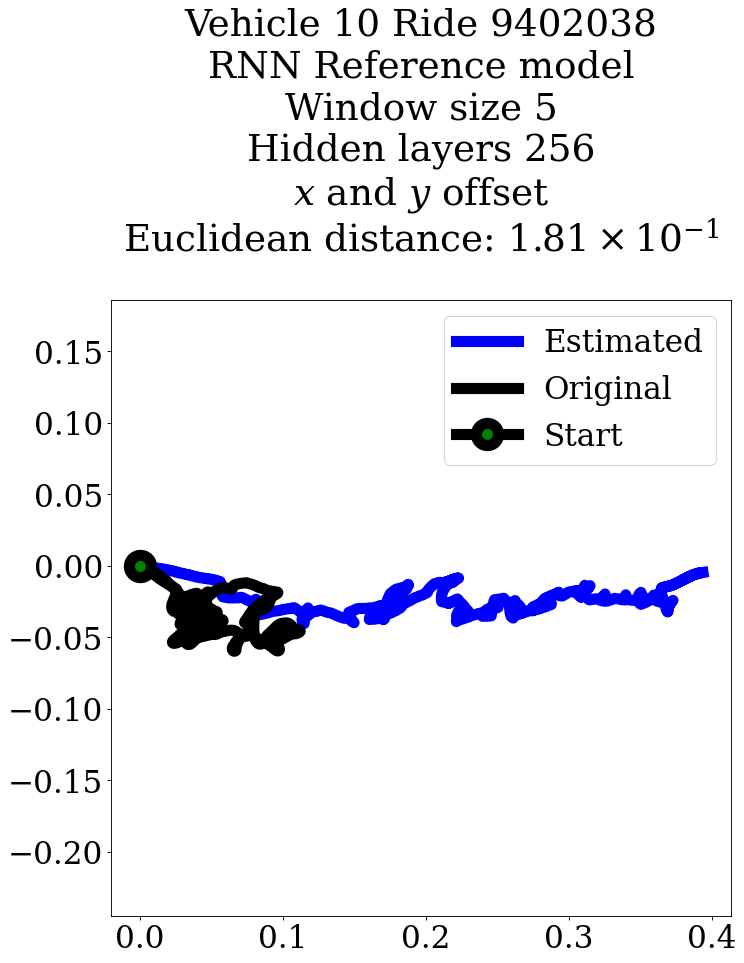 Vehicle 10 Ride 9402038
RNN Reference model
Window size 5
Hidden layers 256
x and y offset
Euclidean distance: 1.81 × 10⁻¹
Estimated
Original
Start
0.15
0.10
0.05
0.00
−0.05
−0.10
−0.15
−0.20
0.0 0.1 0.2 0.3 0.4